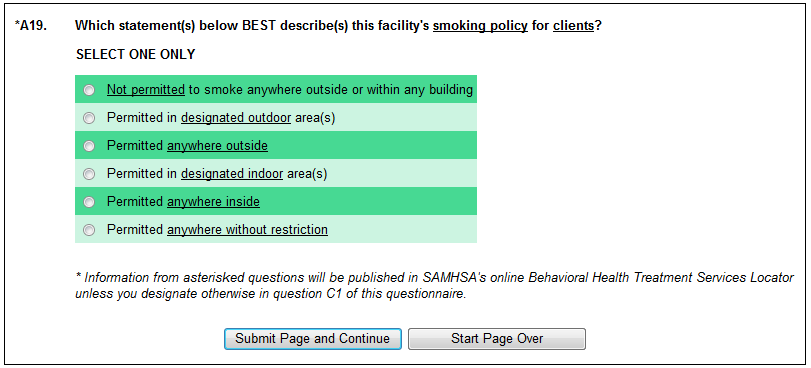 *A19. Which statement(s) below BEST describe(s) this facility's smoking policy for clients?
SELECT ONE ONLY
Not permitted to smoke anywhere outside or within any building
Permitted in designated outdoor area(s)
Permitted anywhere outside
Permitted in designated indoor area(s)
Permitted anywhere inside
Permitted anywhere without restriction
* Information from asterisked questions will be published in SAMHSA's online Behavioral Health Treatment Services Locator
unless you designate otherwise in question C1 of this questionnaire.
Submit Page and Continue Start Page Over